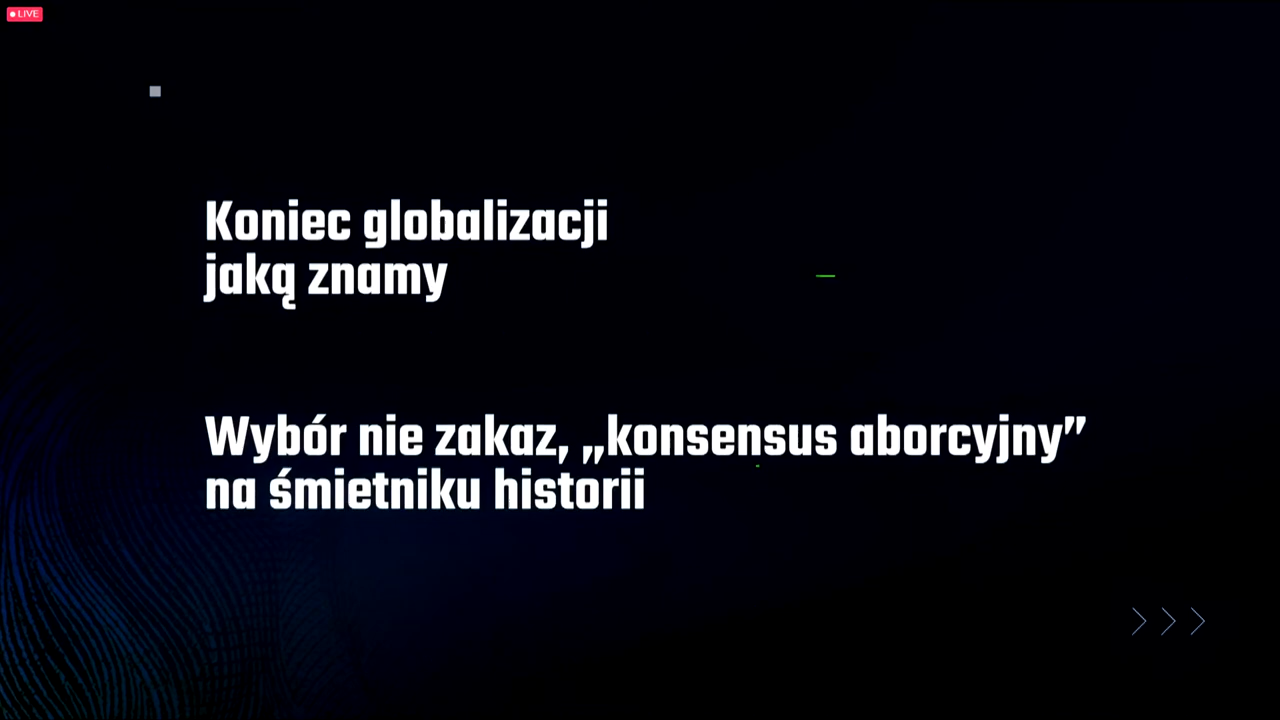 LIVE
Koniec globalizacji
jaką znamy
Wybór nie zakaz, „konsensus aborcyjny”
na śmietniku historii